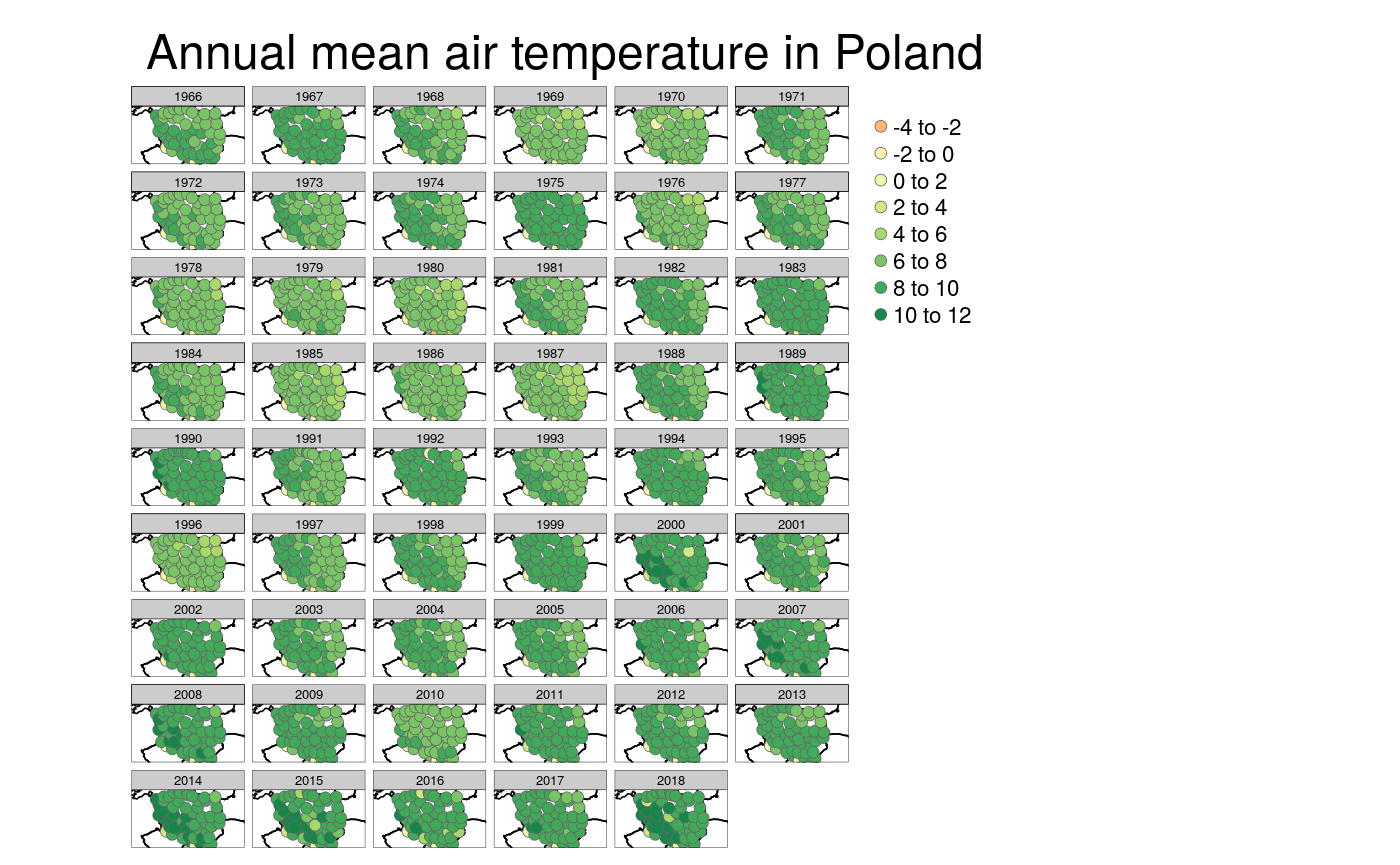 Annual mean air temperature in Poland
1966 1967 1968 1969 1970 1971
1972 1973 1974 1975 1976 1977
1978 1979 1980 1981 1982 1983
1984 1985 1986 1987 1988 1989
1990 1991 1992 1993 1994 1995
1996 1997 1998 1999 2000 2001
2002 2003 2004 2005 2006 2007
2008 2009 2010 2011 2012 2013
2014 2015 2016 2017 2018
-4 to -2
-2 to 0
0 to 2
2 to 4
4 to 6
6 to 8
8 to 10
10 to 12